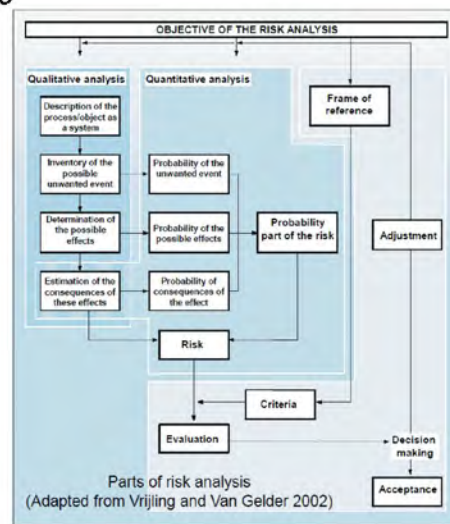 OBJECTIVE OF THE RISK ANALYSIS
Qualitative analysis
Quantitative analysis
Description of the
process/object as
a system
Frame of
reference
Inventory of the
possible
unwanted event
Probability of the
unwanted event
Determination of
the possible
effects
Probability of the
possible effects
Probability
part of the risk
Adjustment
Estimation of the
consequences of
these effects
Probability of
consequences of
the effect
Risk
Criteria
Evaluation
Decision
making
Parts of risk analysis
(Adapted from Vrijling and Van Gelder 2002)
Acceptance